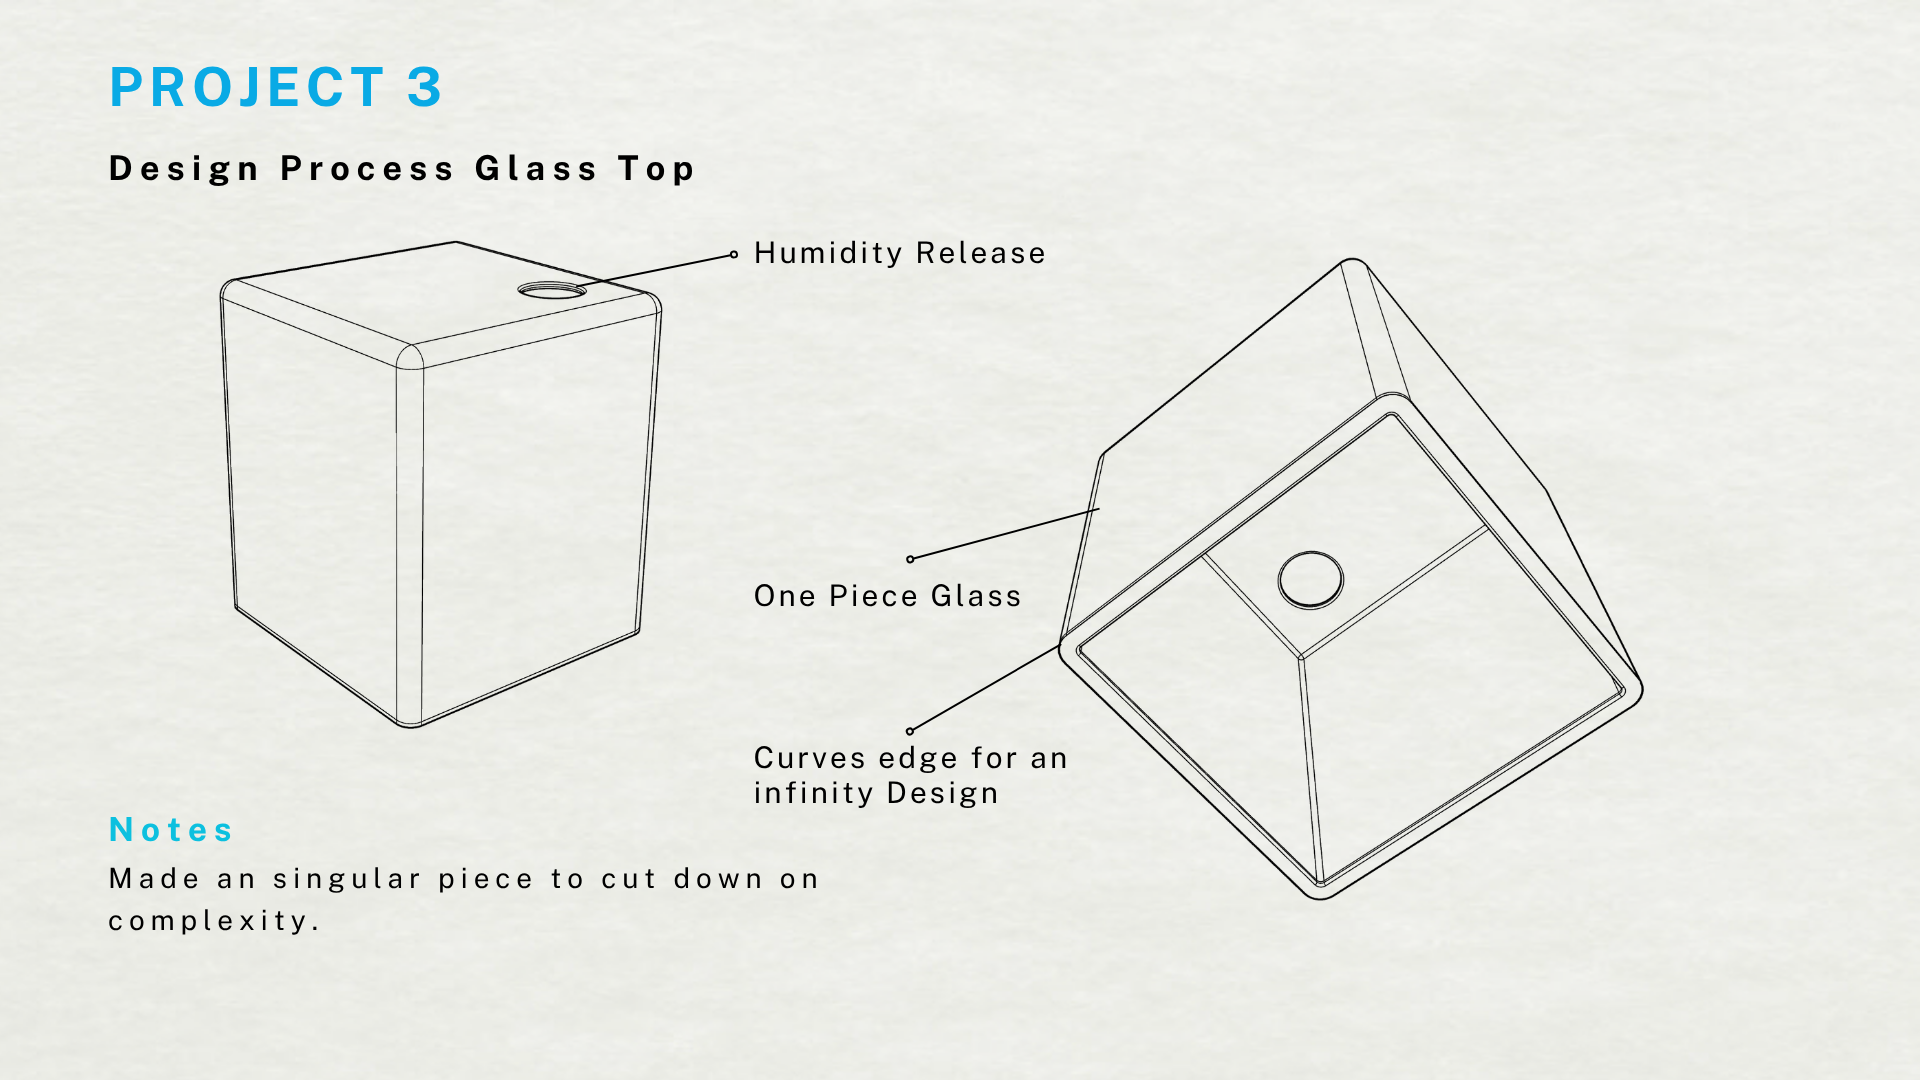 PROJECT 3
Design Process Glass Top
Humidity Release
One Piece Glass
Curves edge for an
infinity Design
Notes
Made an singular piece to cut down on
complexity.